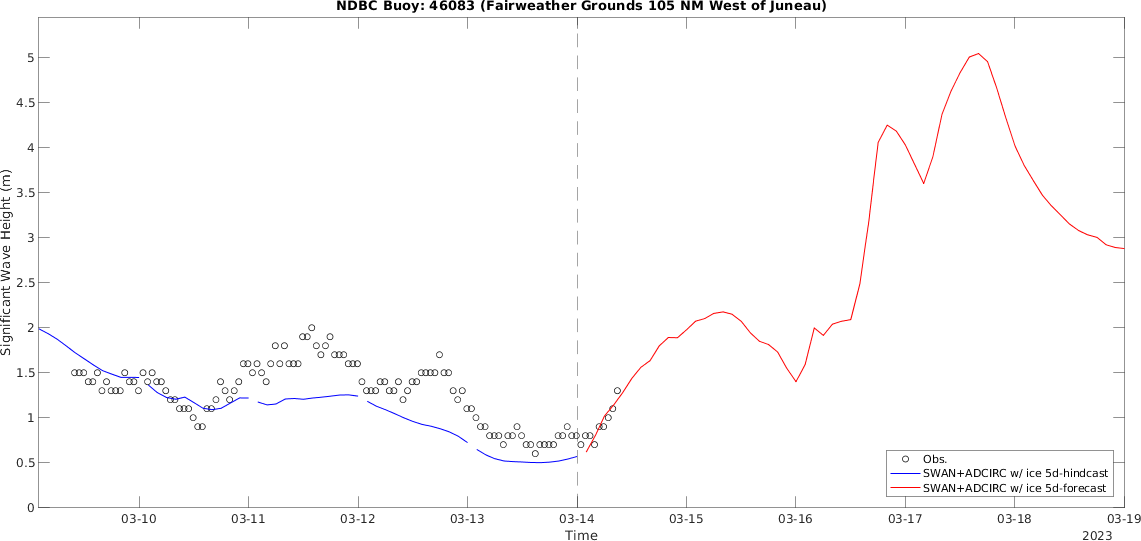 NDBC Buoy: 46083 (Fairweather Grounds 105 NM West of Juneau)
Significant Wave Height (m)
5
4.5
4
3.5
3
2.5
2
1.5
1
0.5
0
Obs.
SWAN+ADCIRC w/ ice 5d-hindcast
SWAN+ADCIRC w/ ice 5d-forecast
03-10 03-11 03-12 03-13 03-14 03-15 03-16 03-17 03-18 03-19
Time
2023